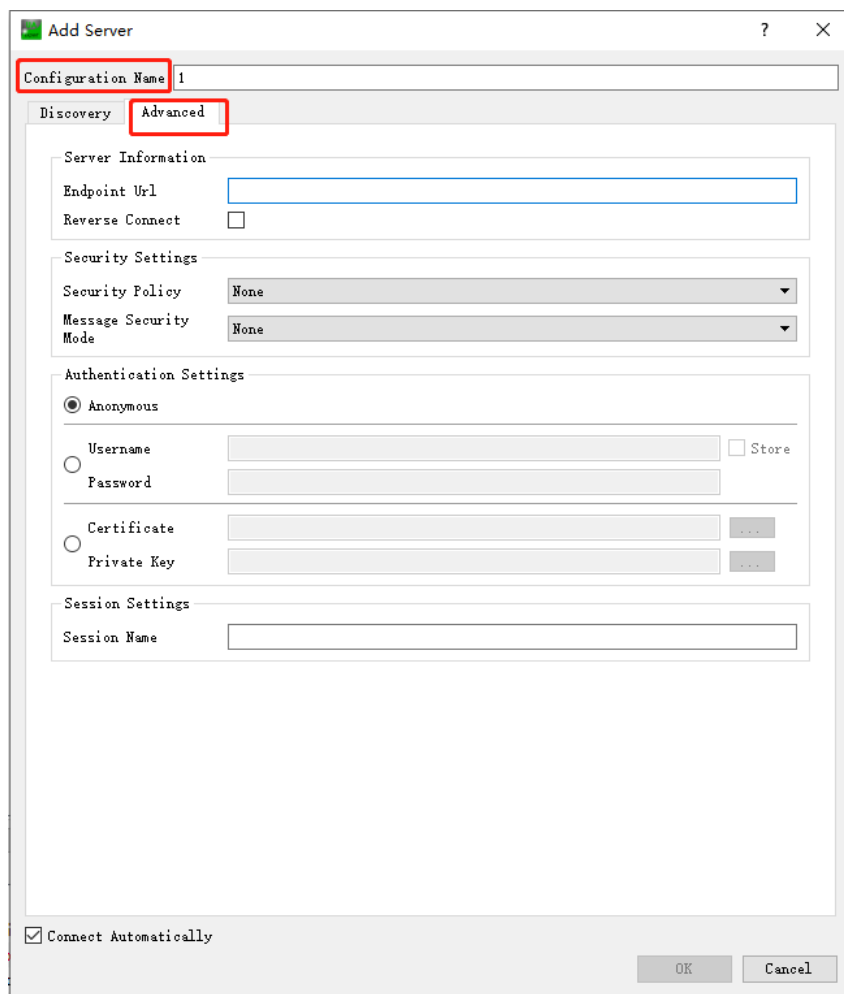 Add Server
?
Configuration Name 1
Discovery Advanced
Server Information
Endpoint Url
Reverse Connect
Security Settings
Security Policy None
Message Security
Mode
None
Authentication Settings
Anonymous
Username
Store
Password
Certificate ...
Private Key ...
Session Settings
Session Name
Connect Automatically
OK Cancel